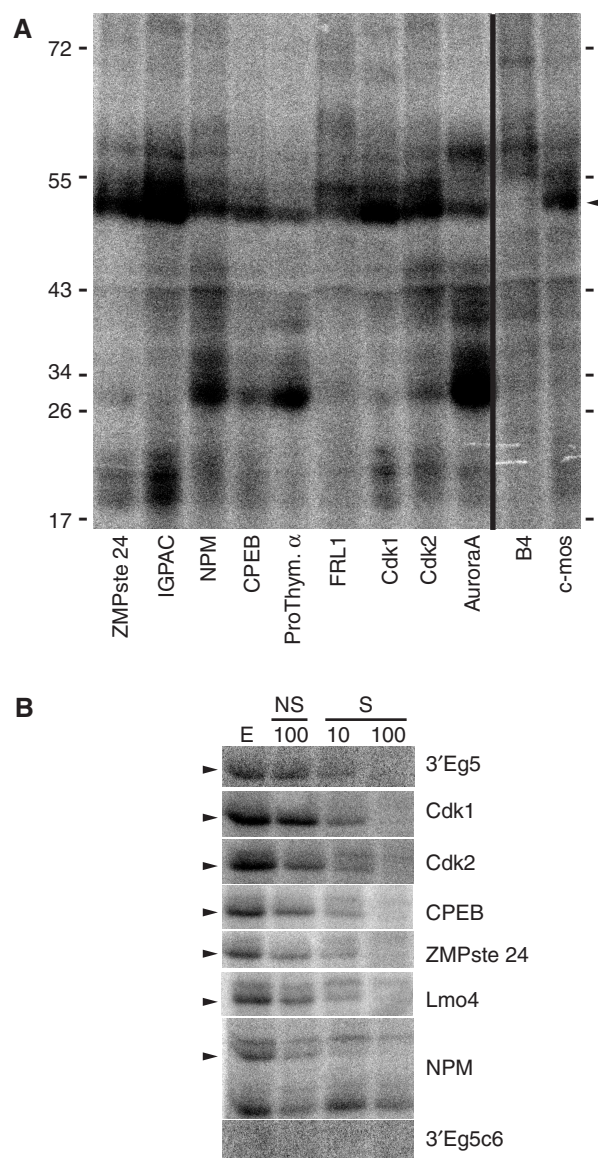 A
72
55
43
34
26
17
ZMPste 24
IGPAC
NPM
CPEB
ProThym. α
FRL1
Cdk1
Cdk2
AuroraA
B4
c-mos
B
NS S
E 100 10 100
3′Eg5
Cdk1
Cdk2
CPEB
ZMPste 24
Lmo4
NPM
3′Eg5c6